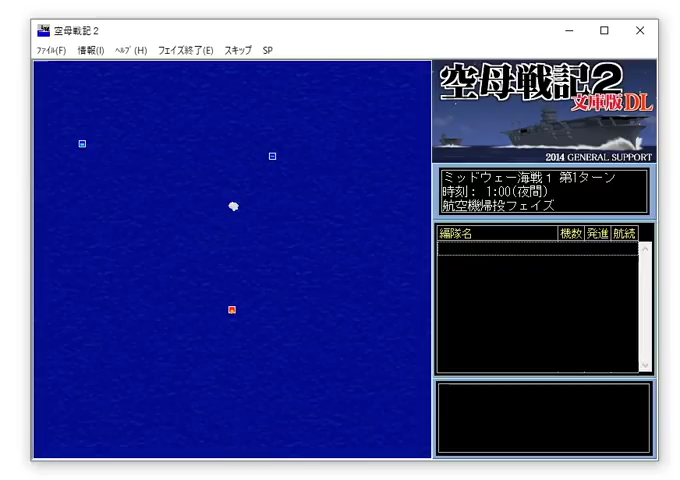 空母戦記2
ファイル(F) 情報(I) ヘルプ(H) フェイズ終了(E) スキップ SP
空母戦記2
文庫版DL
2014 GENERAL SUPPORT
ミッドウェー海戦1 第1ターン
時刻: 1:00(夜間)
航空機帰投フェイズ
編隊名 機数 発進 航続